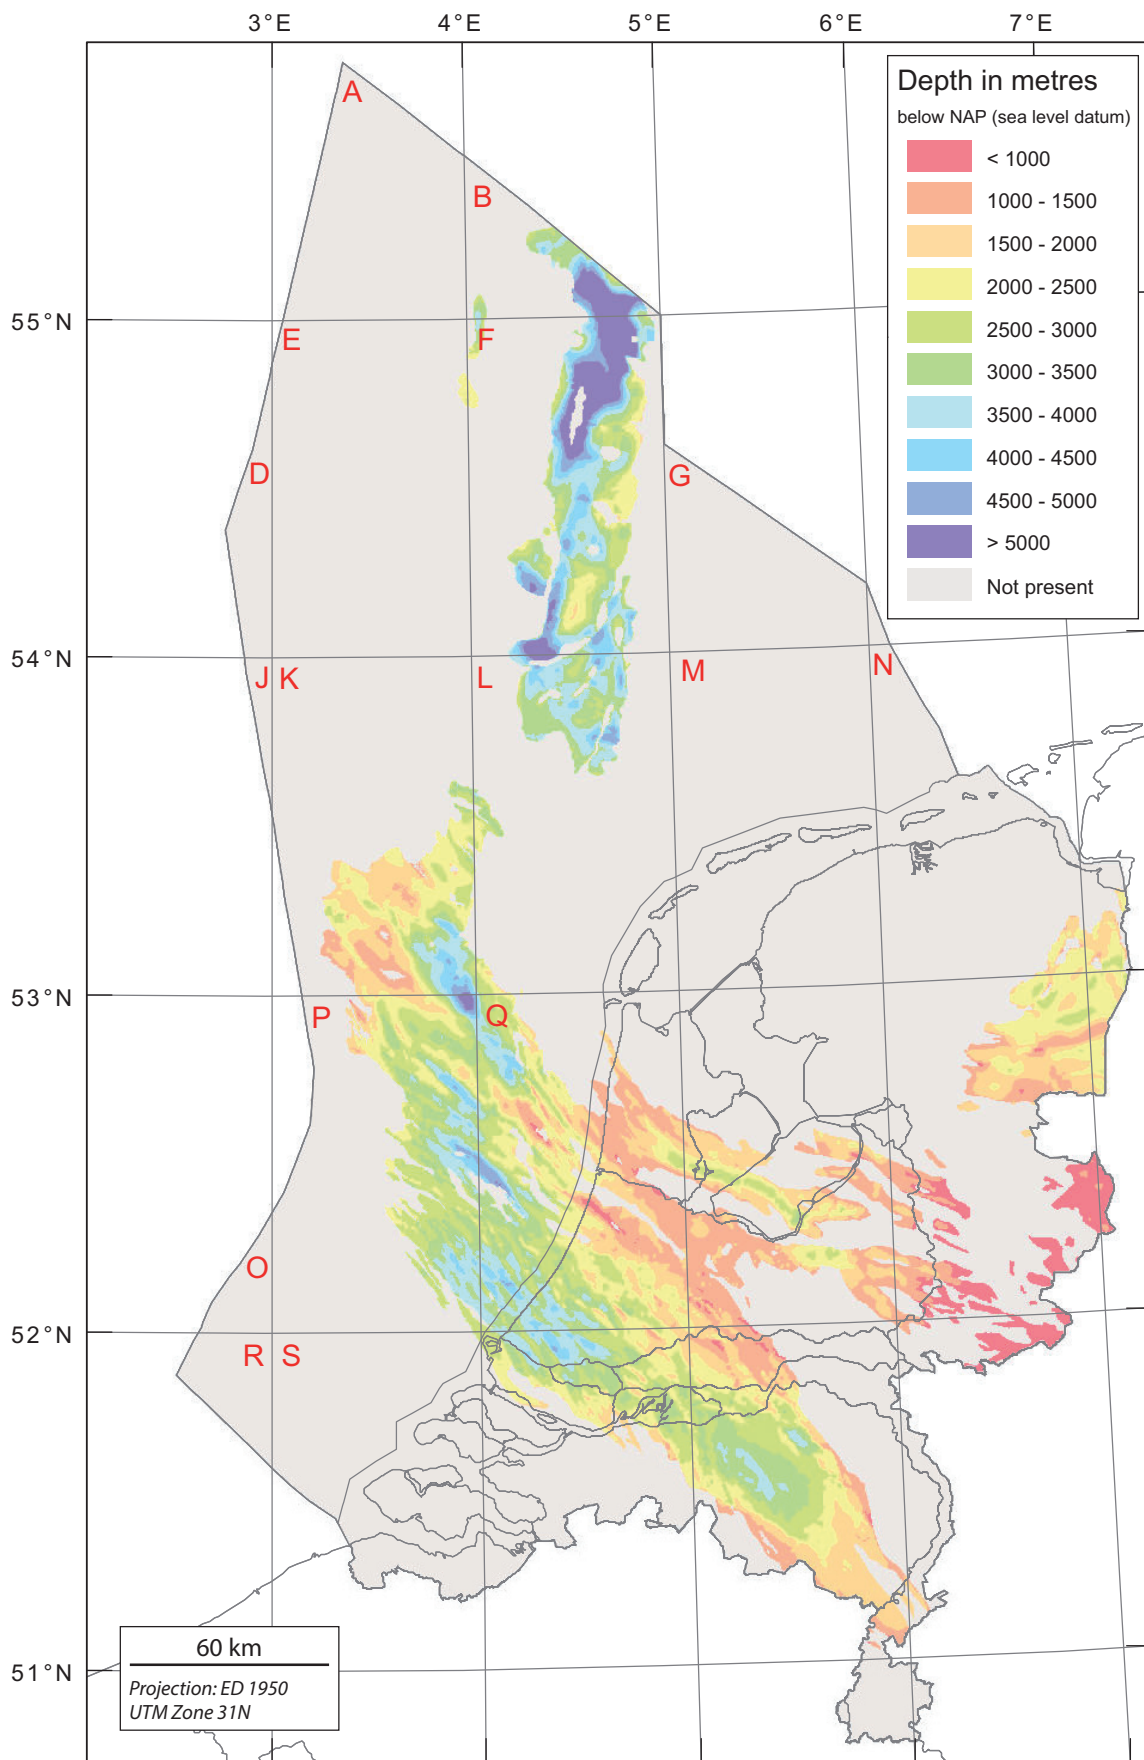 3°E 4°E 5°E 6°E 7°E
A
Depth in metres
below NAP (sea level datum)
< 1000
1000 - 1500
1500 - 2000
2000 - 2500
2500 - 3000
3000 - 3500
3500 - 4000
4000 - 4500
4500 - 5000
> 5000
Not present
B
55°N
E F
D G
54°N
J K L M N
53°N
P Q
O
52°N
R S
60 km
Projection: ED 1950
UTM Zone 31N
51°N